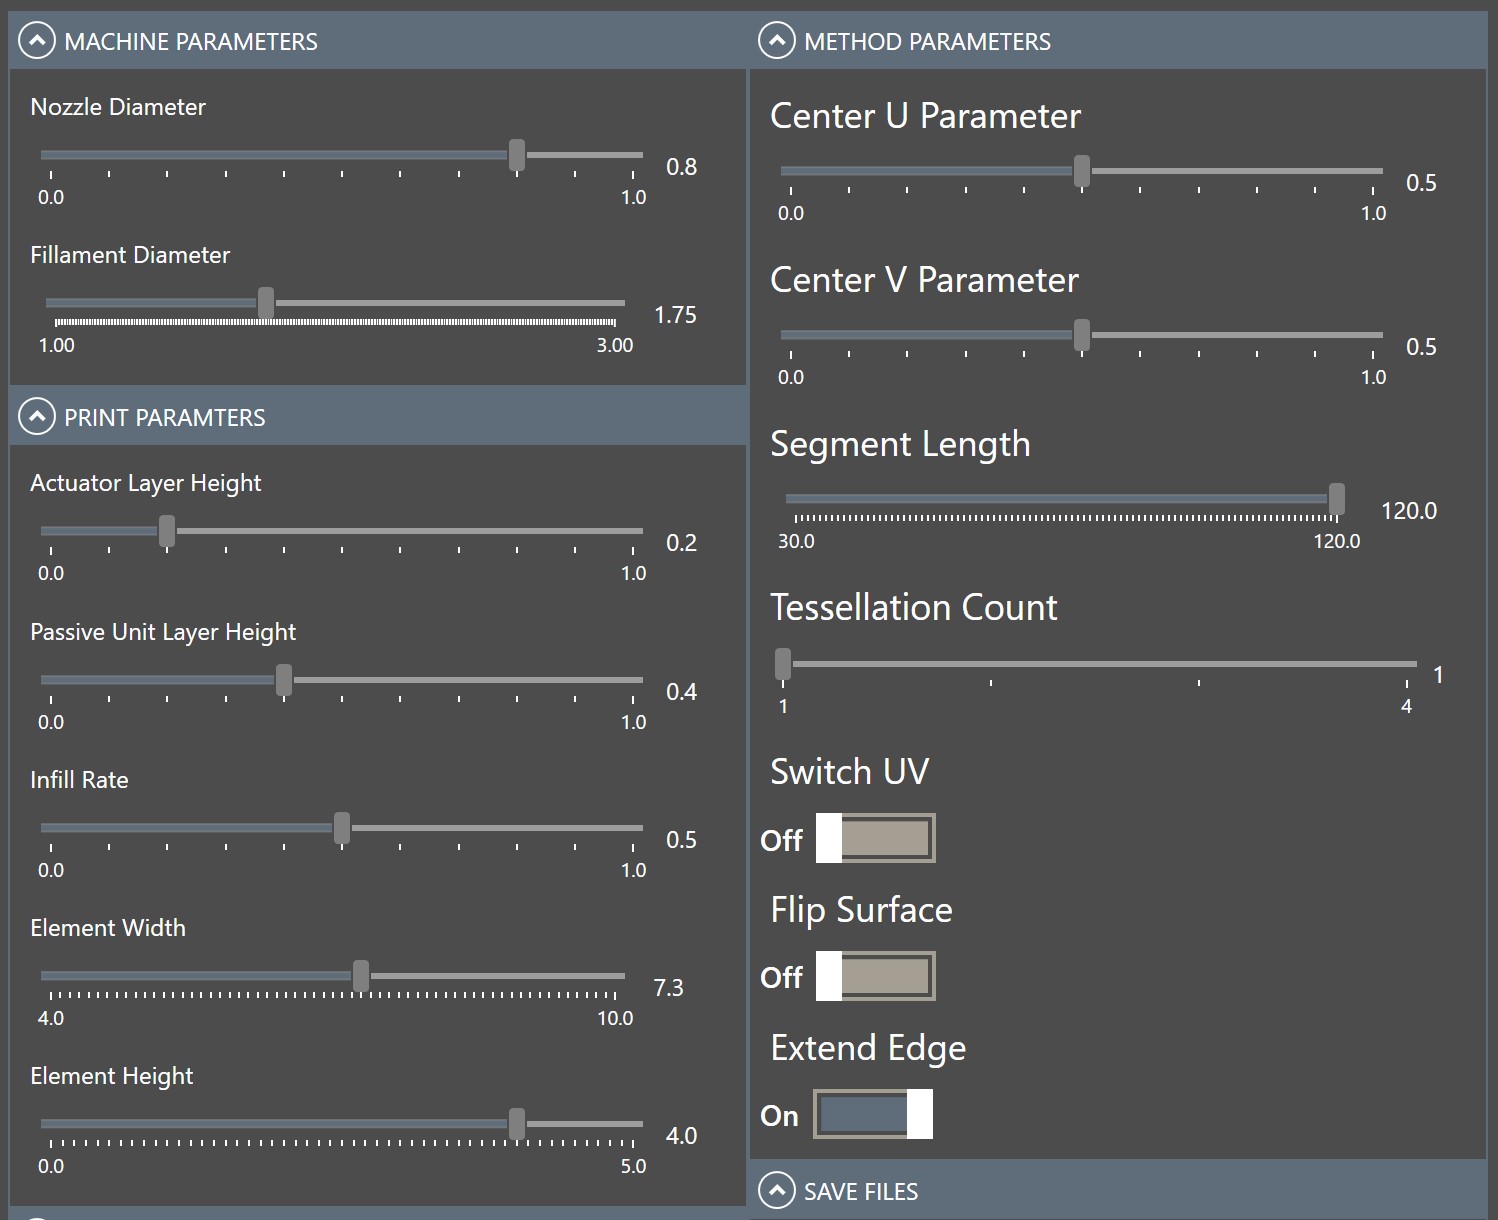 MACHINE PARAMETERS
Nozzle Diameter
0.8
0.0 1.0
Fillament Diameter
1.75
1.00 3.00
PRINT PARAMTERS
Actuator Layer Height
0.2
0.0 1.0
Passive Unit Layer Height
0.4
0.0 1.0
Infill Rate
0.5
0.0 1.0
Element Width
7.3
4.0 10.0
Element Height
4.0
0.0 5.0
METHOD PARAMETERS
Center U Parameter
0.5
0.0 1.0
Center V Parameter
0.5
0.0 1.0
Segment Length
120.0
30.0 120.0
Tessellation Count
1
1 4
Switch UV
Off
Flip Surface
Off
Extend Edge
On
SAVE FILES